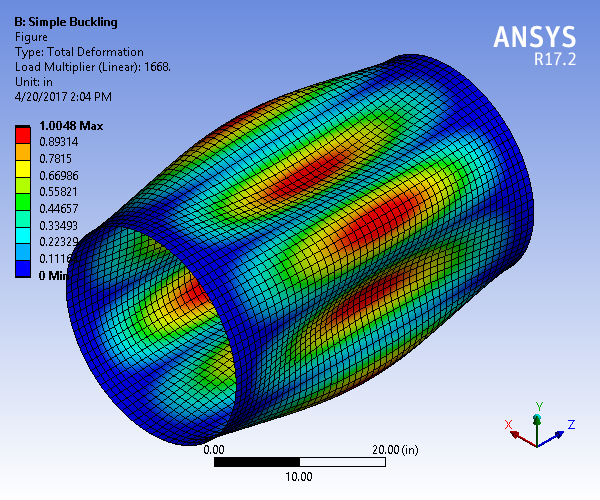 B: Simple Buckling
Figure
Type: Total Deformation
Load Multiplier (Linear): 1668.
Unit: in
4/20/2017 2:04 PM
ANSYS
R17.2
1.0048 Max
0.89314
0.7815
0.66986
0.55821
0.44657
0.33493
0.22329
0.1116
0 Min
0.00
20.00 (in)
10.00
X
Y
Z